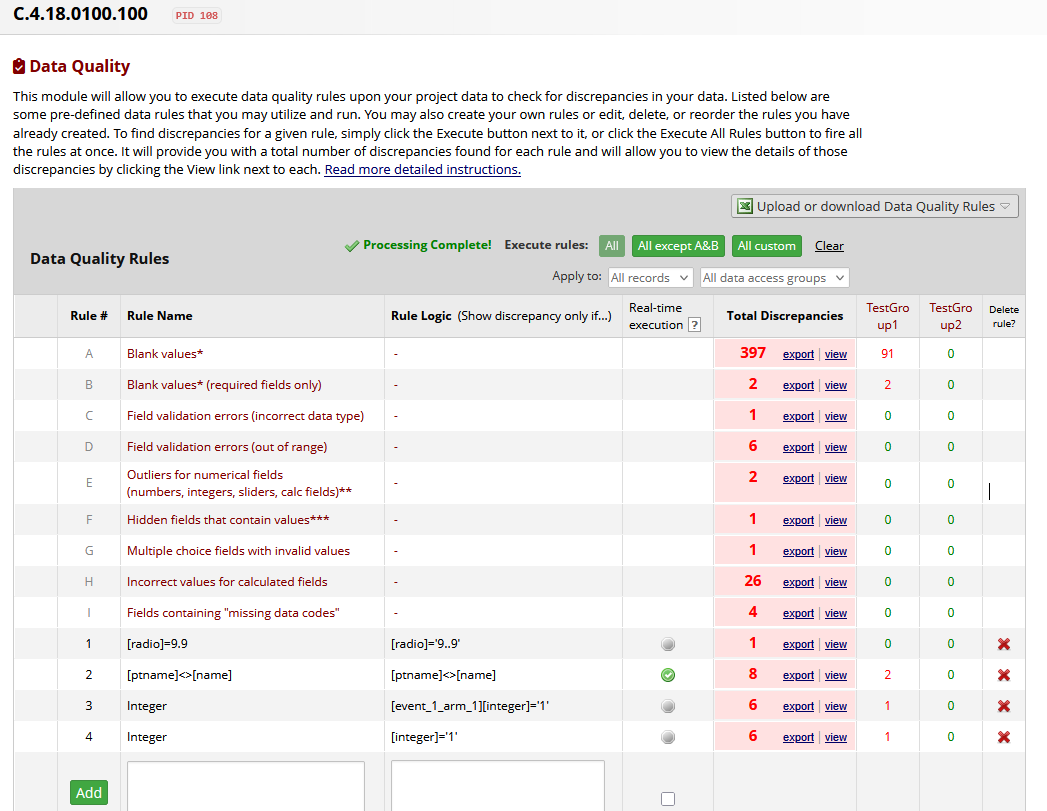 C.4.18.0100.100 PID 108
Data Quality
This module will allow you to execute data quality rules upon your project data to check for discrepancies in your data. Listed below are
some pre-defined data rules that you may utilize and run. You may also create your own rules or edit, delete, or reorder the rules you have
already created. To find discrepancies for a given rule, simply click the Execute button next to it, or click the Execute All Rules button to fire all
the rules at once. It will provide you with a total number of discrepancies found for each rule and will allow you to view the details of those
discrepancies by clicking the View link next to each. Read more detailed instructions.
Upload or download Data Quality Rules
Data Quality Rules
Processing Complete! Execute rules: All All except A&B All custom Clear
Apply to: All records All data access groups
Rule # Rule Name Rule Logic (Show discrepancy only if...) Real-time execution ? Total Discrepancies TestGroup1 TestGroup2 Delete rule?
A Blank values* - 397 export | view 91 0
B Blank values* (required fields only) - 2 export | view 2 0
C Field validation errors (incorrect data type) - 1 export | view 0 0
D Field validation errors (out of range) - 6 export | view 0 0
E Outliers for numerical fields
(numbers, integers, sliders, calc fields)** - 2 export | view 0 0
F Hidden fields that contain values*** - 1 export | view 0 0
G Multiple choice fields with invalid values - 1 export | view 0 0
H Incorrect values for calculated fields - 26 export | view 0 0
I Fields containing "missing data codes" - 4 export | view 0 0
1 [radio]=9.9 [radio]='9..9' 1 export | view 0 0
2 [ptname]<>[name] [ptname]<>[name] 8 export | view 2 0
3 Integer [event_1_arm_1][integer]='1' 6 export | view 1 0
4 Integer [integer]='1' 6 export | view 1 0
Add